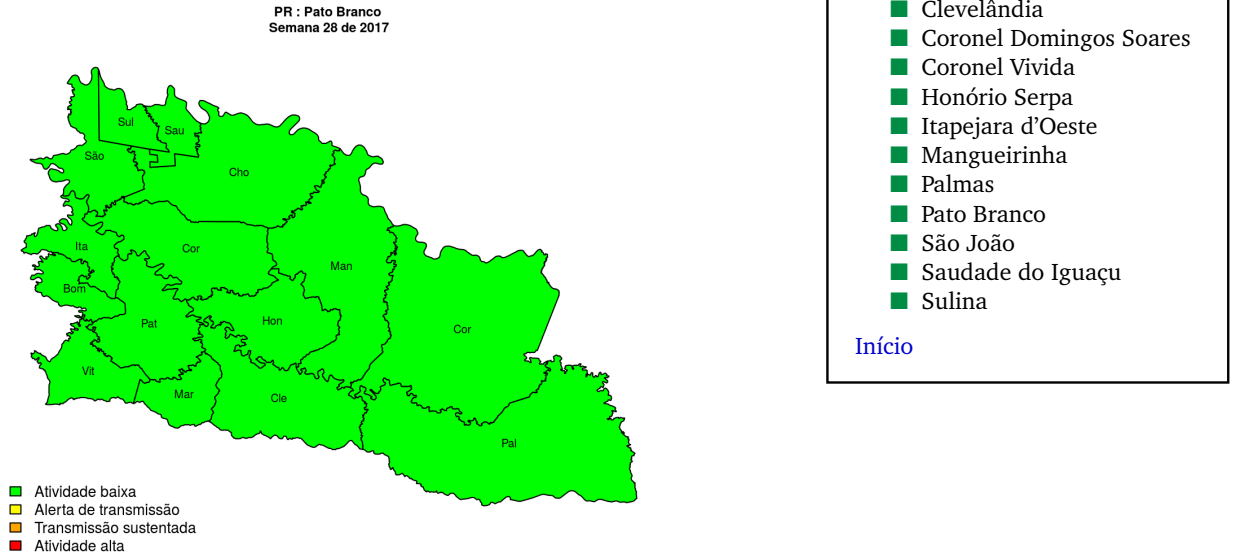 PR : Pato Branco
Semana 28 de 2017
Sul
Sau
São
Cho
Ita
Cor
Man
Bom
Pat
Hon
Cor
Vit
Mar
Cle
Pal
Atividade baixa
Alerta de transmissão
Transmissão sustentada
Atividade alta
Clevelândia
Coronel Domingos Soares
Coronel Vivida
Honório Serpa
Itapejara d'Oeste
Mangueirinha
Palmas
Pato Branco
São João
Saudade do Iguaçu
Sulina
Início